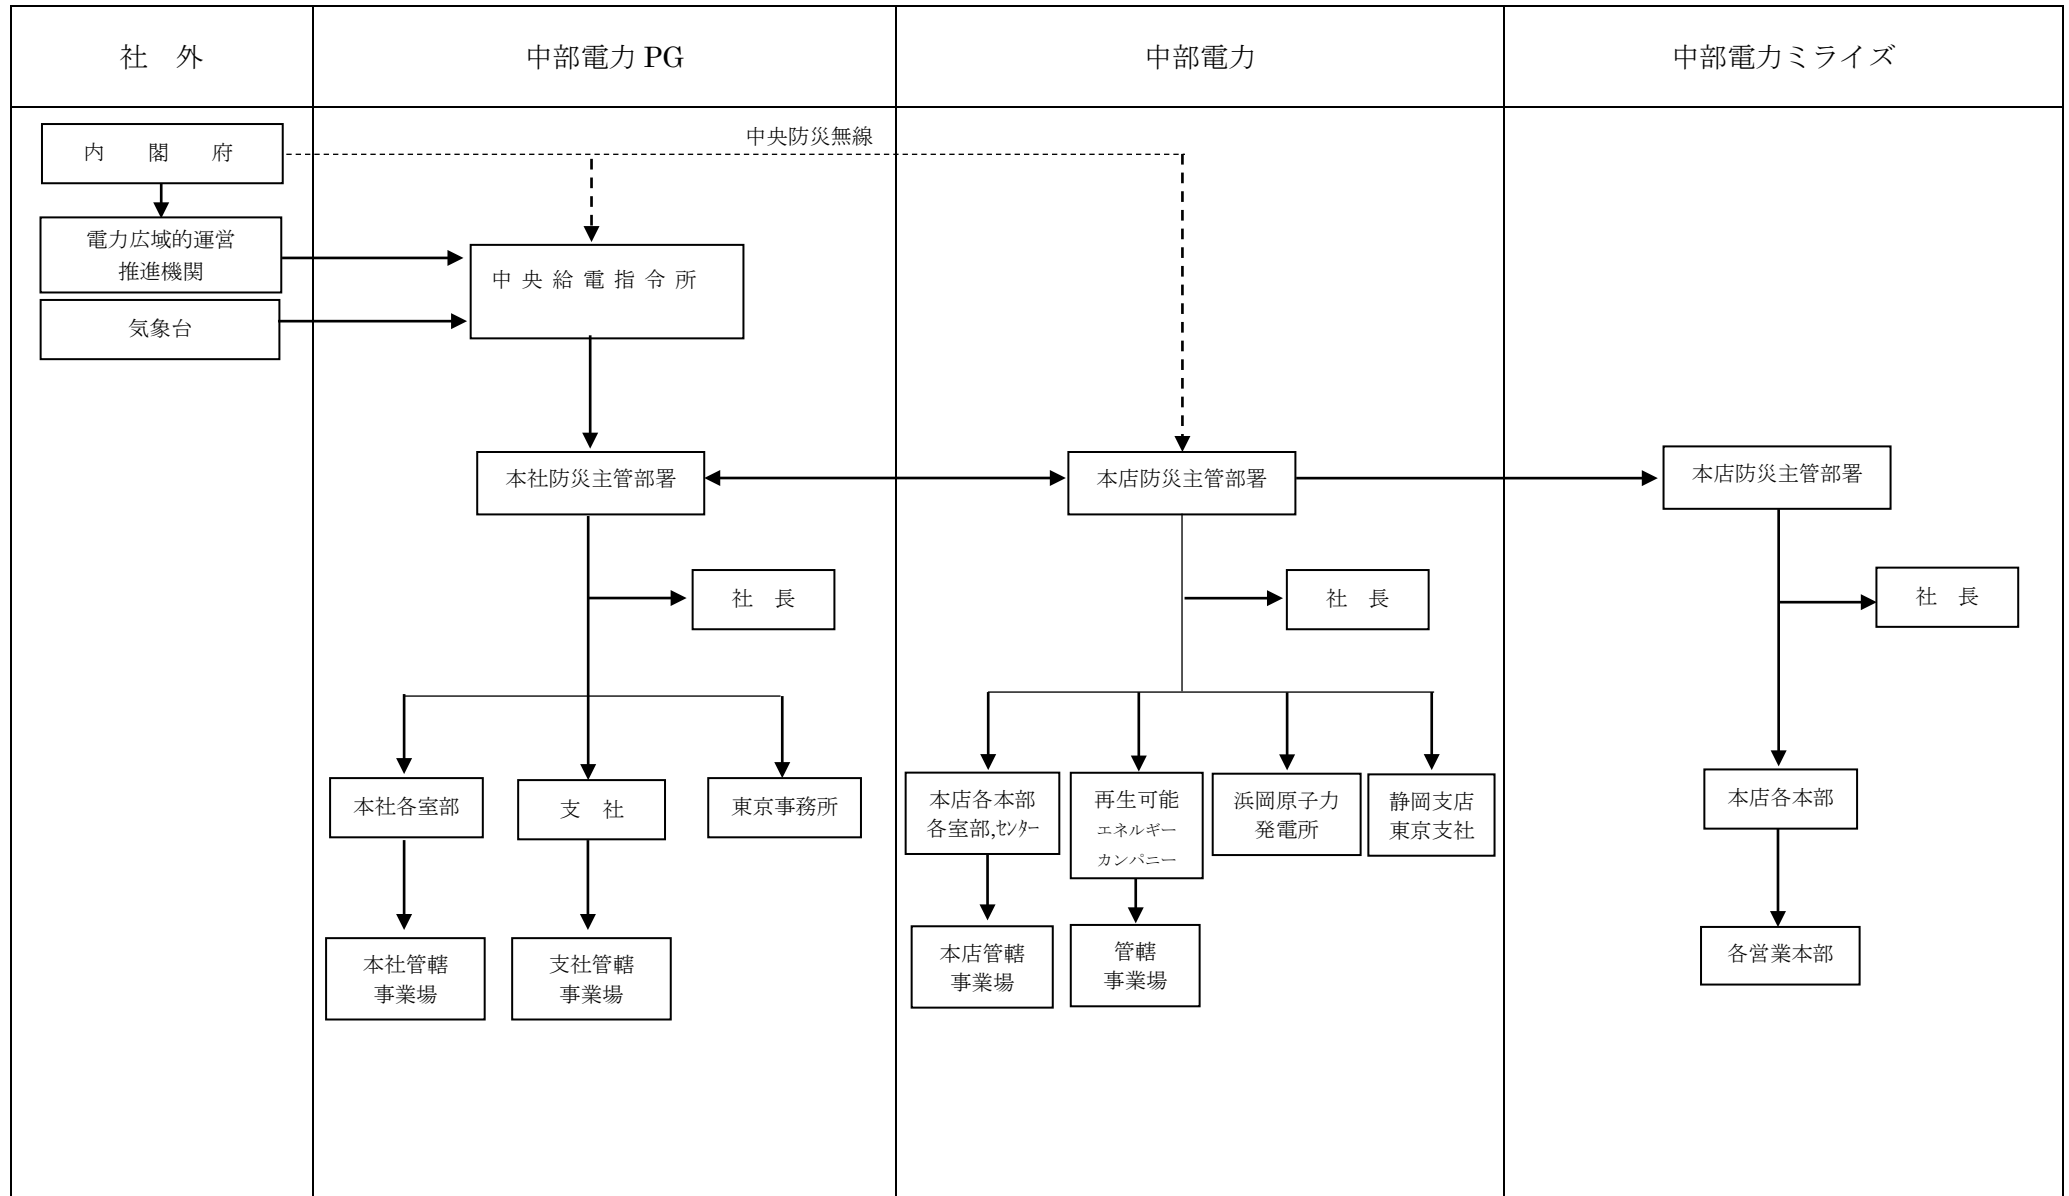 社　外
中部電力 PG
中部電力
中部電力ミライズ
中央防災無線
内　閣　府
電力広域的運営
推進機関
気象台
中央給電指令所
本社防災主管部署
本店防災主管部署
本店防災主管部署
社　長
社　長
社　長
本社各室部
支　社
東京事務所
本店各本部
各室部,ｾﾝﾀｰ
再生可能
エネルギー
カンパニー
浜岡原子力
発電所
静岡支店
東京支社
本店各本部
本社管轄
事業場
支社管轄
事業場
本店管轄
事業場
管轄
事業場
各営業本部